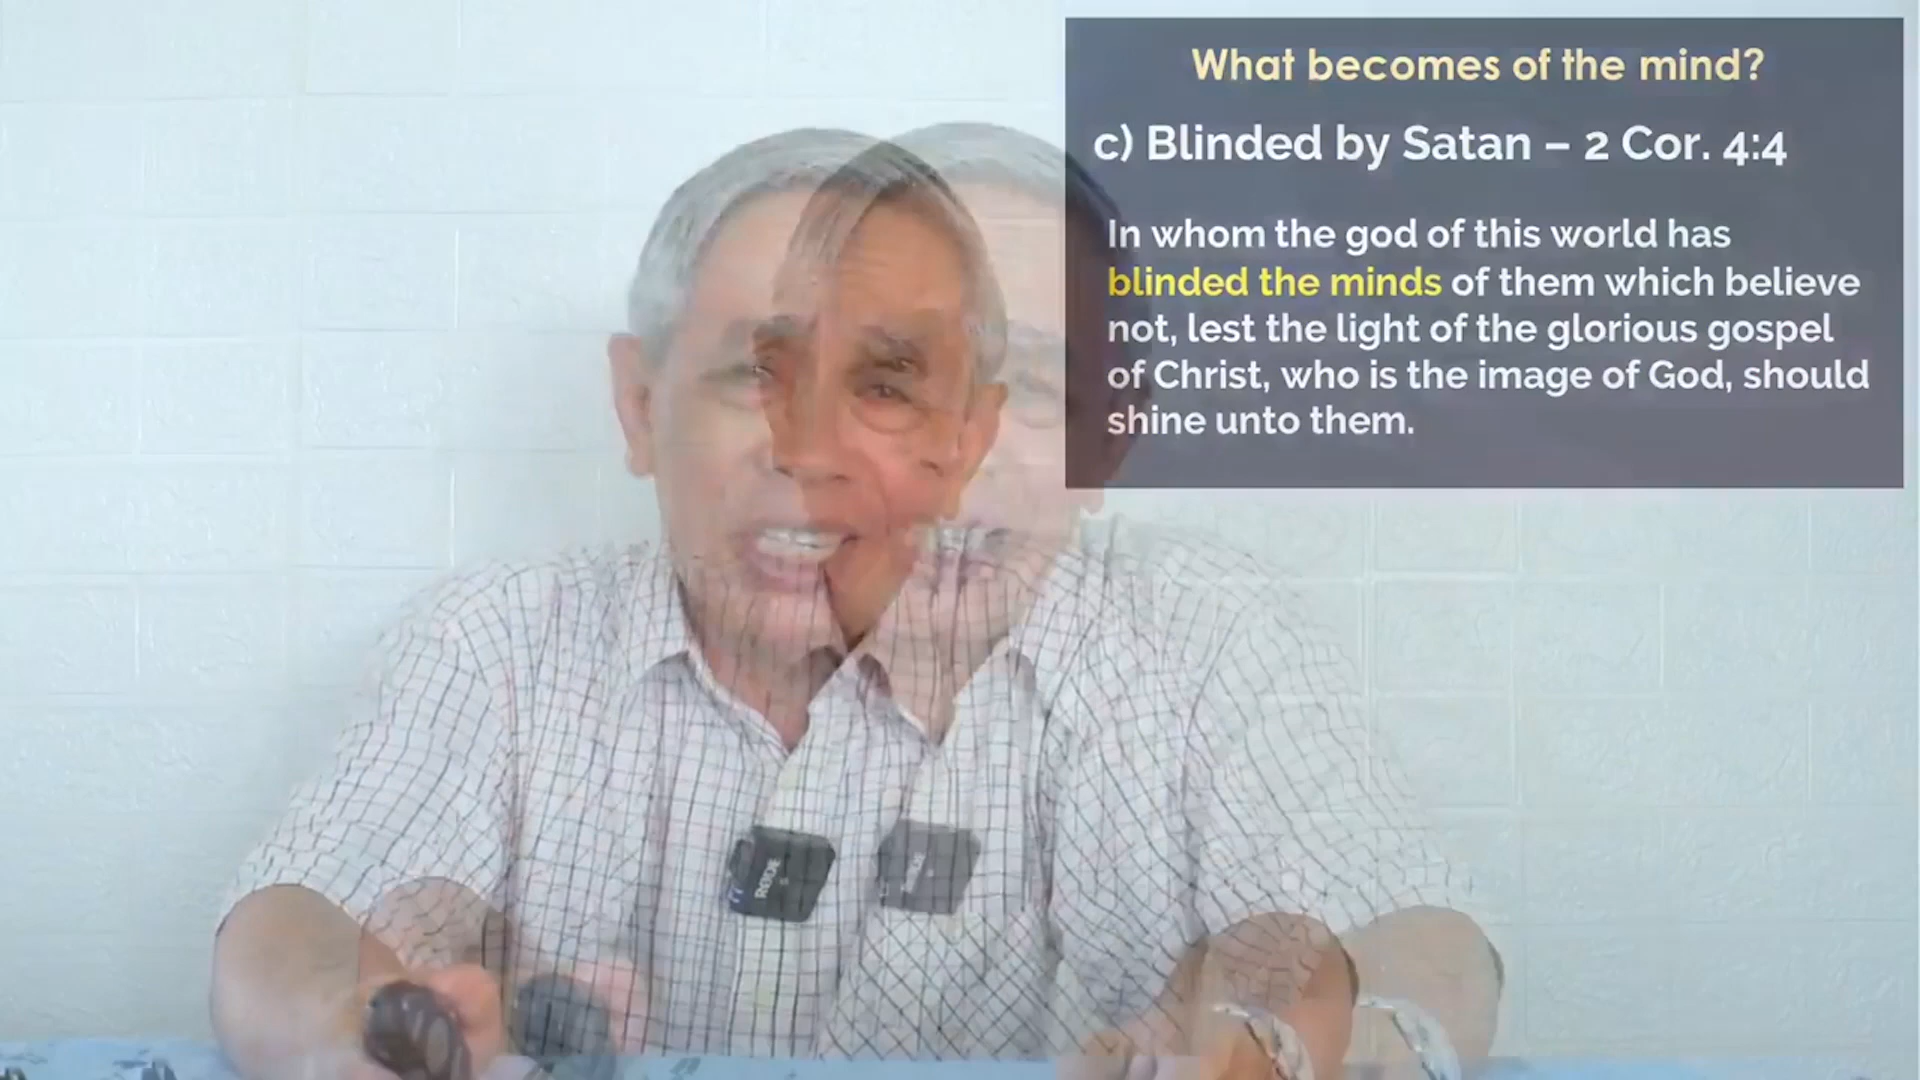 What becomes of the mind?
c) Blinded by Satan – 2 Cor. 4:4
In whom the god of this world has
blinded the minds of them which believe
not, lest the light of the glorious gospel
of Christ, who is the image of God, should
shine unto them.
RØDE